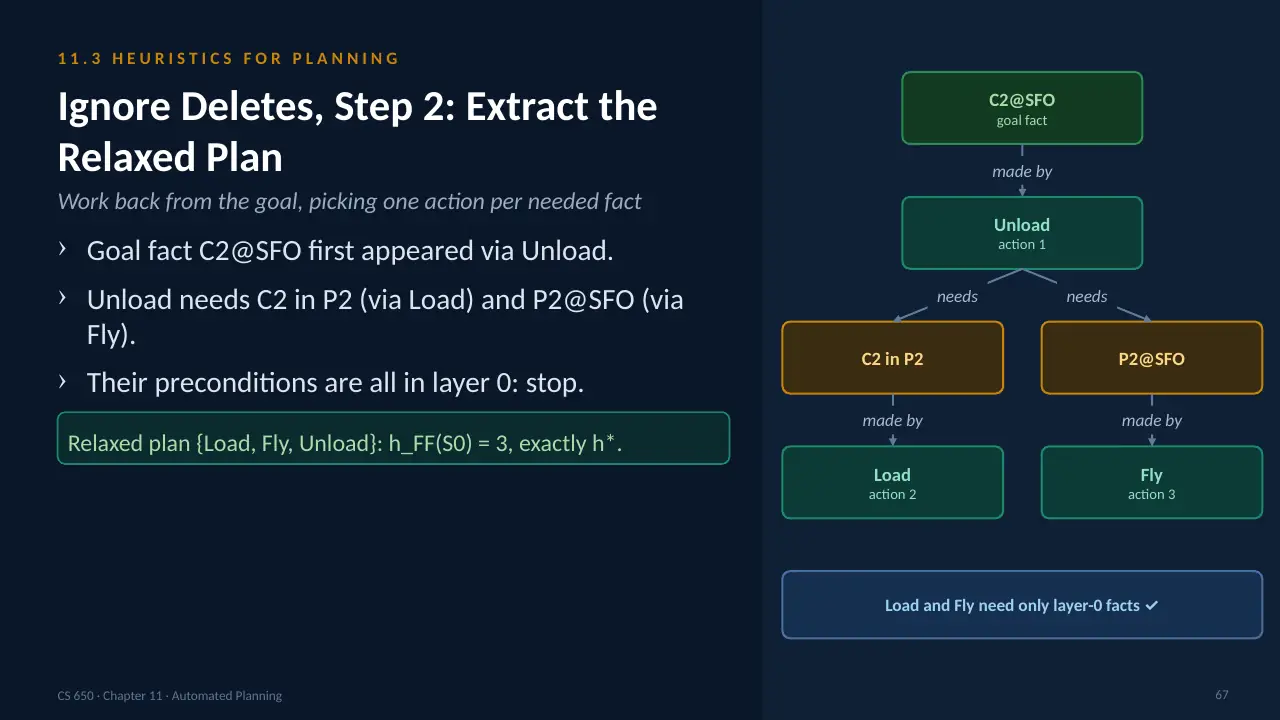 11.3 HEURISTICS FOR PLANNING
Ignore Deletes, Step 2: Extract the
Relaxed Plan
Work back from the goal, picking one action per needed fact
› Goal fact C2@SFO first appeared via Unload.
› Unload needs C2 in P2 (via Load) and P2@SFO (via
Fly).
› Their preconditions are all in layer 0: stop.
Relaxed plan {Load, Fly, Unload}: h_FF(S0) = 3, exactly h*.
C2@SFO
goal fact
made by
Unload
action 1
needs needs
C2 in P2 P2@SFO
made by made by
Load Fly
action 2 action 3
Load and Fly need only layer-0 facts ✓
CS 650 · Chapter 11 · Automated Planning
67